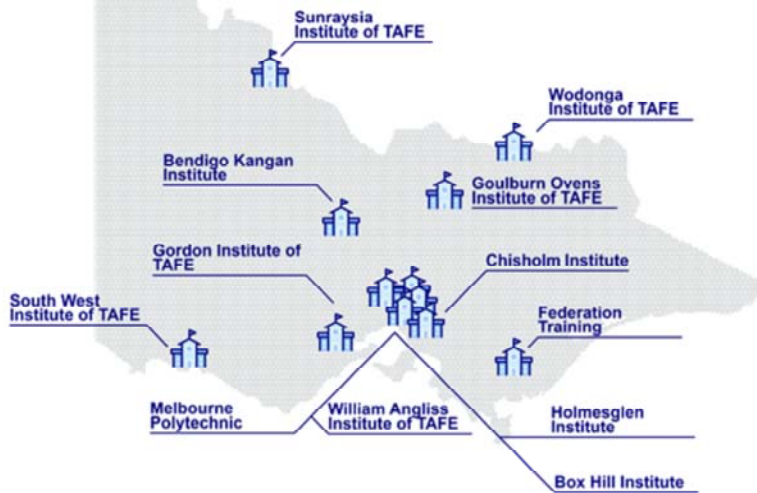 Sunraysia
Institute of TAFE
Wodonga
Institute of TAFE
Bendigo Kangan
Institute
Goulburn Ovens
Institute of TAFE
Gordon Institute of
TAFE
Chisholm Institute
South West
Institute of TAFE
Federation
Training
Melbourne
Polytechnic
William Angliss
Institute of TAFE
Holmesglen
Institute
Box Hill Institute